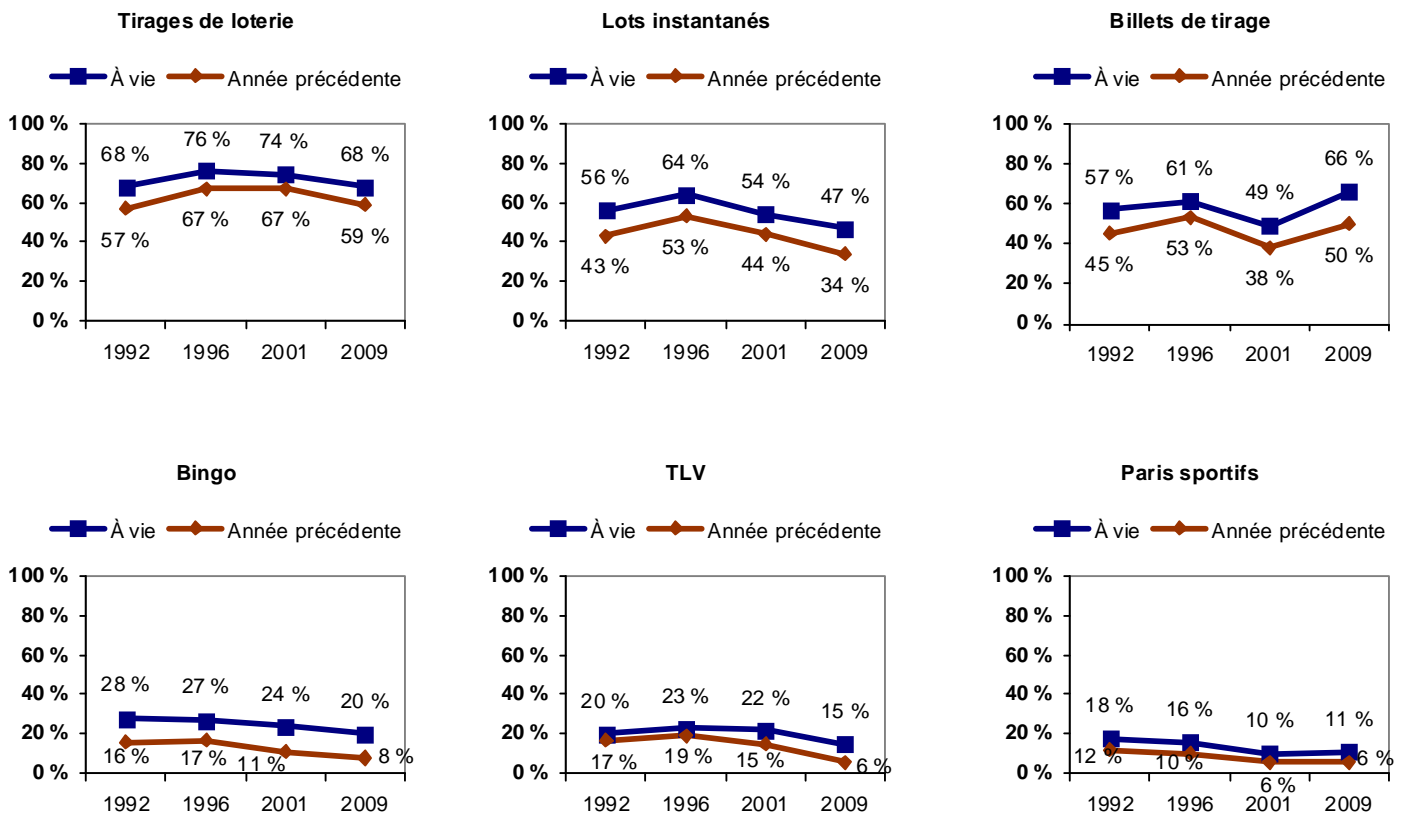 Tirages de loterie
À vie Année précédente
100 %
80 %
60 %
40 %
20 %
0 %
68 % 76 % 74 % 68 %
57 % 67 % 67 % 59 %
1992 1996 2001 2009
Lots instantanés
À vie Année précédente
100 %
80 %
60 %
40 %
20 %
0 %
56 % 64 % 54 % 47 %
43 % 53 % 44 % 34 %
1992 1996 2001 2009
Billets de tirage
À vie Année précédente
100 %
80 %
60 %
40 %
20 %
0 %
57 % 61 % 49 % 66 %
45 % 53 % 38 % 50 %
1992 1996 2001 2009
Bingo
À vie Année précédente
100 %
80 %
60 %
40 %
20 %
0 %
28 % 27 % 24 % 20 %
16 % 17 % 11 % 8 %
1992 1996 2001 2009
TLV
À vie Année précédente
100 %
80 %
60 %
40 %
20 %
0 %
20 % 23 % 22 % 15 %
17 % 19 % 15 % 6 %
1992 1996 2001 2009
Paris sportifs
À vie Année précédente
100 %
80 %
60 %
40 %
20 %
0 %
18 % 16 % 10 % 11 %
12 % 10 % 6 % 6 %
1992 1996 2001 2009